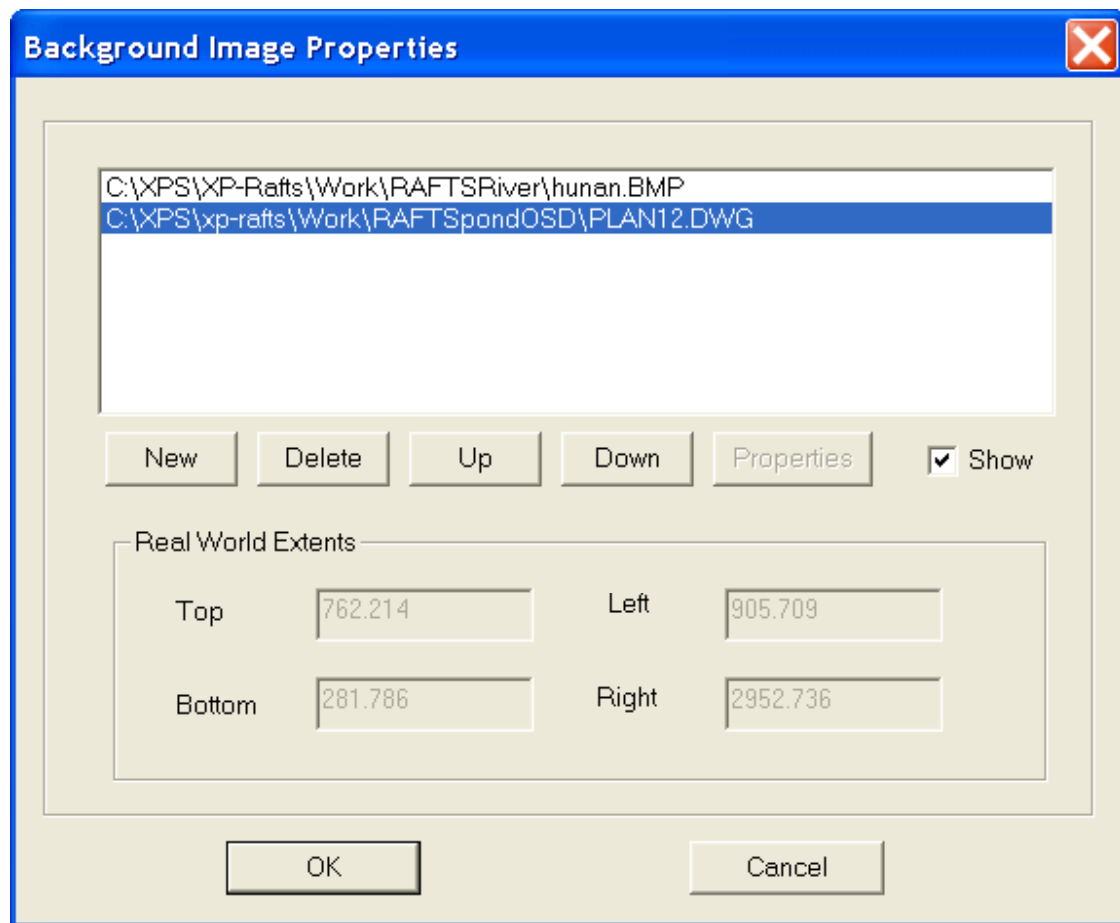 Background Image Properties
C:\XPS\XP-Rafts\Work\RAFTSRiver\hunan.BMP
C:\XPS\xp-rafts\Work\RAFTSpondOSD\PLAN12.DWG
New Delete Up Down Properties Show
Real World Extents
Top 762.214 Left 905.709
Bottom 281.786 Right 2952.736
OK Cancel